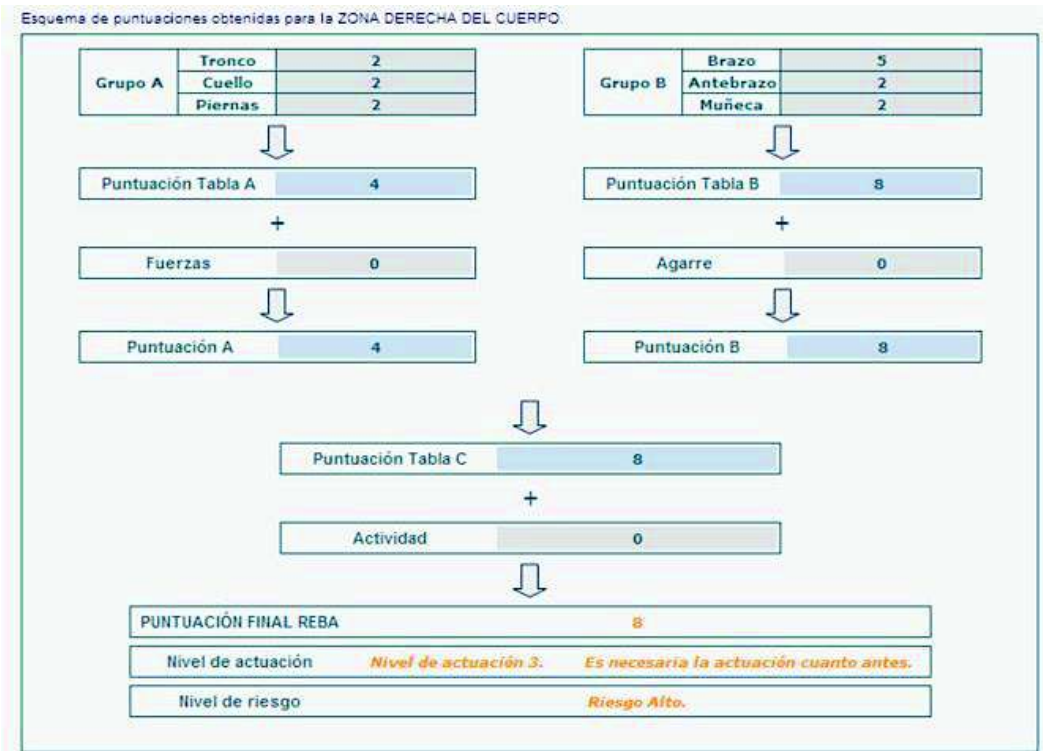 Esquema de puntuaciones obtenidas para la ZONA DERECHA DEL CUERPO.
Grupo A
Tronco 2
Cuello 2
Piernas 2
Grupo B
Brazo 5
Antebrazo 2
Muñeca 2
Puntuación Tabla A 4
Puntuación Tabla B 8
+
+
Fuerzas 0
Agarre 0
Puntuación A 4
Puntuación B 8
Puntuación Tabla C 8
+
Actividad 0
PUNTUACIÓN FINAL REBA 8
Nivel de actuación Nivel de actuación 3. Es necesaria la actuación cuanto antes.
Nivel de riesgo Riesgo Alto.